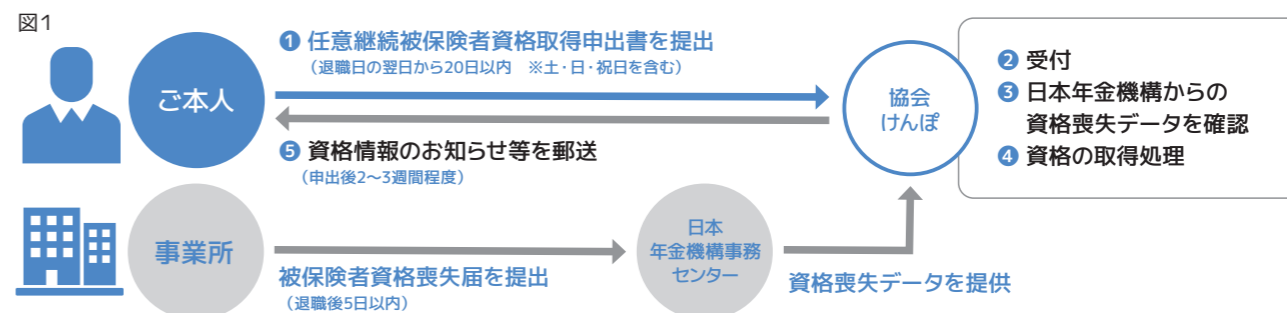 図1
❶ 任意継続被保険者資格取得申出書を提出
（退職日の翌日から20日以内　※土・日・祝日を含む）
ご本人
協会
けんぽ
❷ 受付
❸ 日本年金機構からの
資格喪失データを確認
❹ 資格の取得処理
❺ 資格情報のお知らせ等を郵送
（申出後2～3週間程度）
事業所
被保険者資格喪失届を提出
（退職後5日以内）
日本
年金機構事務
センター
資格喪失データを提供